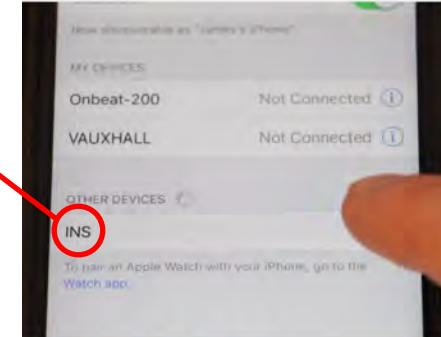 Now discoverable as "James's iPhone".
MY DEVICES
Onbeat-200 Not Connected
VAUXHALL Not Connected
OTHER DEVICES
INS
To pair an Apple Watch with your iPhone, go to the
Watch app.